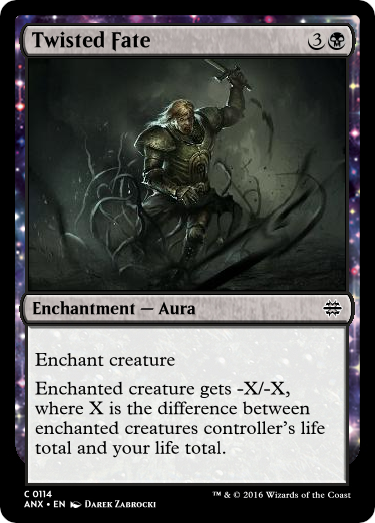 Twisted Fate 3
Enchantment — Aura
Enchant creature
Enchanted creature gets -X/-X,
where X is the difference between
enchanted creatures controller's life
total and your life total.
C 0114
ANX • EN DAREK ZABROCKI
™ & © 2016 Wizards of the Coast